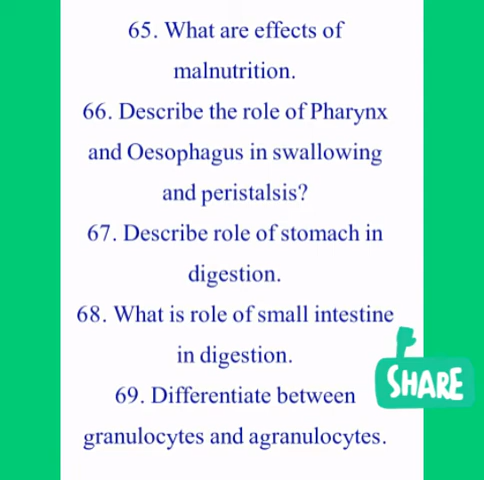 65. What are effects of
malnutrition.
66. Describe the role of Pharynx
and Oesophagus in swallowing
and peristalsis?
67. Describe role of stomach in
digestion.
68. What is role of small intestine
in digestion.
SHARE
69. Differentiate between
granulocytes and agranulocytes.